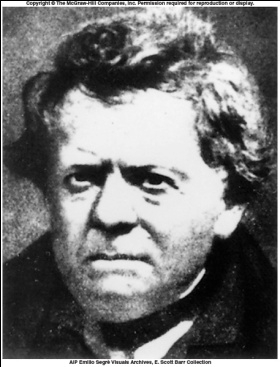 Copyright © The McGraw-Hill Companies, Inc. Permission required for reproduction or display.
AIP Emilio Segrè Visuals Archives, E. Scott Barr Collection